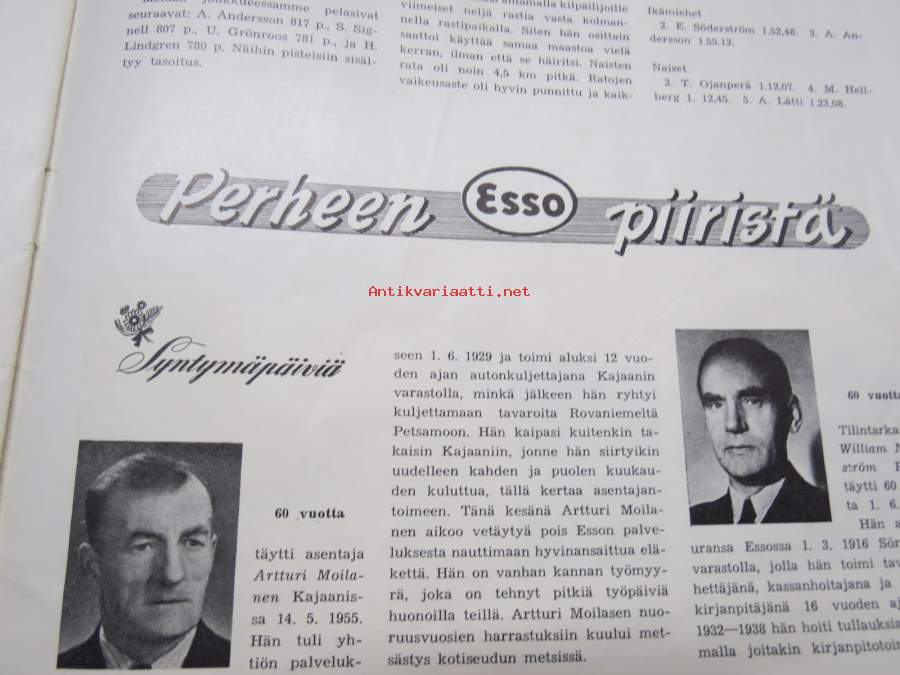 seuraavat: A. Andersson 817 p., S. Sig-
nell 807 p., U. Grönroos 781 p., ja H.
Lindgren 780 p. Näihin pisteisiin sisäl-
tyy tasoitus.
viimeiset neljä rastia vasta kolman-
nella rastipaikalla. Siten hän osittain
saattoi käyttää samaa maastoa vielä
kerran, ilman että se häiritsi. Naisten
rata oli noin 4,5 km pitkä. Ratojen
vaikeusaste oli hyvin punnittu ja kaik-
Ikämiehet
2. E. Söderström 1.52,48. 3. A. An-
dersson 1.55.12.
Naiset
3. T. Ojanperä 1.12,07. 4. M. Hell-
berg 1. 12,45. 5. A. Lätti 1.23,08.
Perheen Esso piiristä
Antikvariaatti.net
Syntymäpäiviä
60 vuotta
täytti asentaja
Artturi Moila-
nen Kajaanis-
sa 14. 5. 1955.
Hän tuli yh-
tiön palveluk-
seen 1. 6. 1929 ja toimi aluksi 12 vuo-
den ajan autonkuljettajana Kajaanin
varastolla, minkä jälkeen hän ryhtyi
kuljettamaan tavaroita Rovaniemeltä
Petsamoon. Hän kaipasi kuitenkin ta-
kaisin Kajaaniin, jonne hän siirtyikin
uudelleen kahden ja puolen kuukau-
den kuluttua, tällä kertaa asentajan-
toimeen. Tänä kesänä Artturi Moila-
nen aikoo vetäytyä pois Esson palve-
luksesta nauttimaan hyvinansaittua elä-
kettä. Hän on vanhan kannan työmyy-
rä, joka on tehnyt pitkiä työpäiviä
huonoilla teillä. Artturi Moilasen nuo-
ruusvuosien harrastuksiin kuului met-
sästys kotiseudun metsissä.
60 vuotta
Tilintarka
William
ström
täytti 60
ta 1. 6.
Hän
uransa Essossa 1. 3. 1916 Sör
varastolla, jolla hän toimi tav
hettäjänä, kassanhoitajana ja
kirjanpitäjänä 16 vuoden aj
1932—1938 hän hoiti tullauksia
malla joitakin kirjanpitotoin